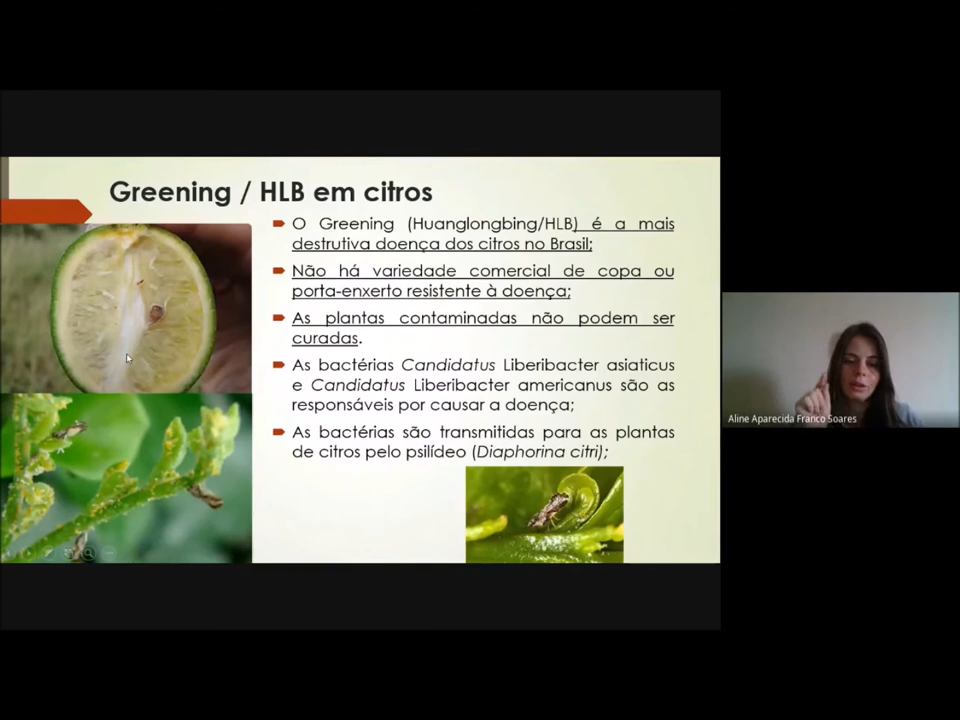 Greening / HLB em citros
O Greening (Huanglongbing/HLB) é a mais
destrutiva doença dos citros no Brasil;
Não há variedade comercial de copa ou
porta-enxerto resistente à doença;
As plantas contaminadas não podem ser
curadas.
As bactérias Candidatus Liberibacter asiaticus
e Candidatus Liberibacter americanus são as
responsáveis por causar a doença;
As bactérias são transmitidas para as plantas
de citros pelo psilídeo (Diaphorina citri);
Aline Aparecida Franco Soares